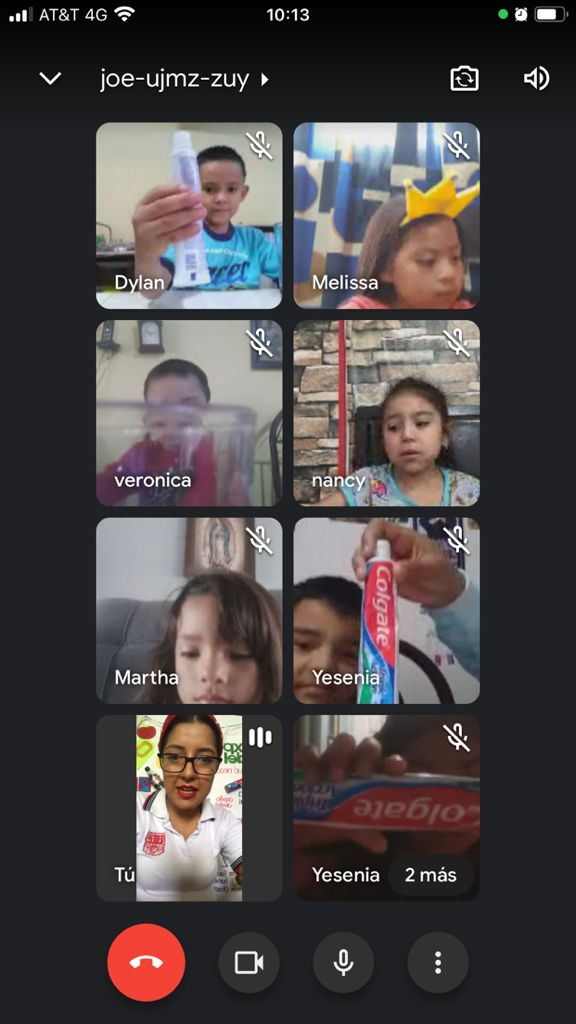 AT&T 4G
10:13
joe-ujmz-zuy
Dylan
Melissa
veronica
nancy
Martha
Colgate
Yesenia
Tú
Colgate
Yesenia
2 más